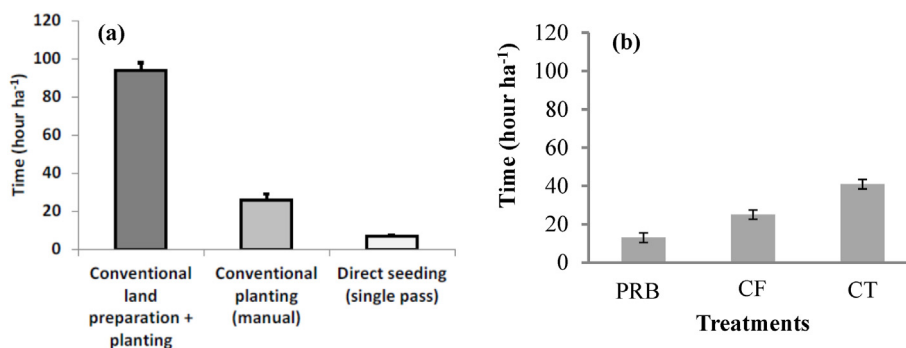 (a)
Time (hour ha⁻¹)
120
100
80
60
40
20
0
Conventional
land
preparation +
planting
Conventional
planting
(manual)
Direct seeding
(single pass)
(b)
Time (hour ha⁻¹)
120
100
80
60
40
20
0
PRB CF CT
Treatments